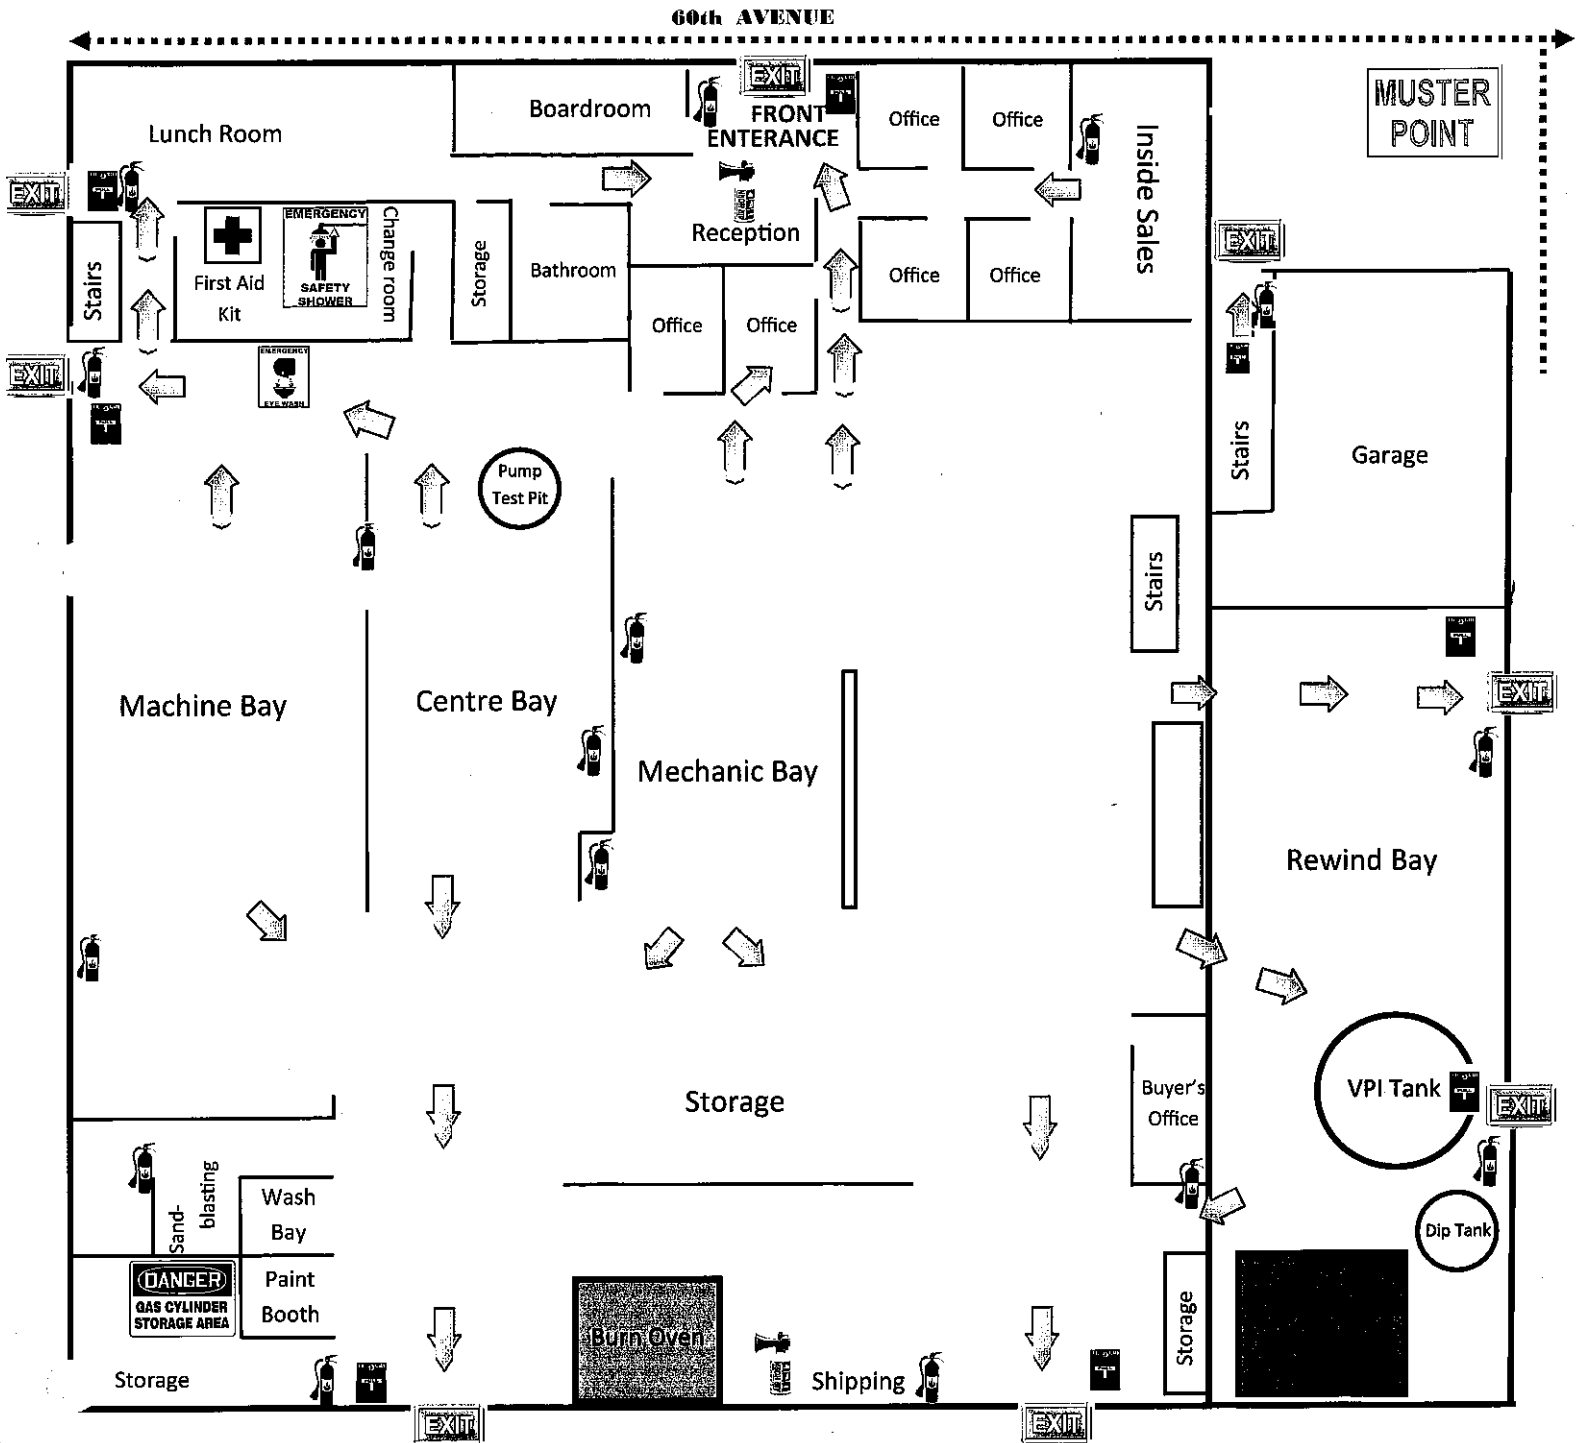 60th AVENUE
EXIT
MUSTER
POINT
Lunch Room
Boardroom
FRONT
ENTERANCE
Office
Office
Inside Sales
EXIT
EMERGENCY
SAFETY
SHOWER
First Aid
Kit
Change room
Stairs
Storage
Bathroom
Reception
Office
Office
EXIT
Office
Office
EXIT
EMERGENCY
EYE WASH
Stairs
Garage
Pump
Test Pit
Stairs
Machine Bay
Centre Bay
Mechanic Bay
EXIT
Rewind Bay
Storage
Buyer's
Office
VPI Tank
EXIT
Sand-
blasting
Wash
Bay
Dip Tank
DANGER
GAS CYLINDER
STORAGE AREA
Paint
Booth
Burn Oven
Storage
Storage
Shipping
EXIT
EXIT